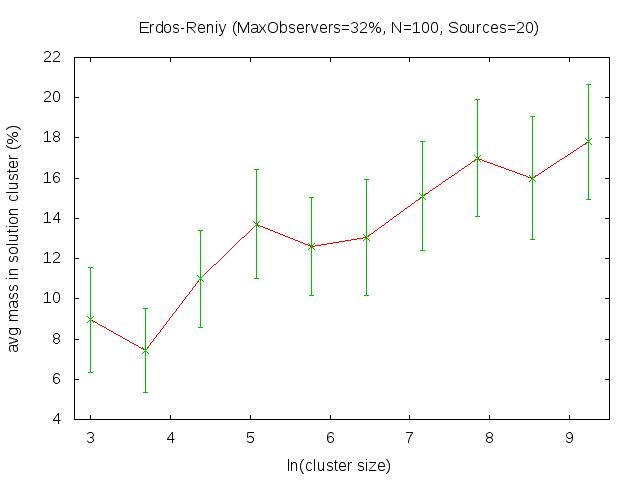 Erdos-Reniy (MaxObservers=32%, N=100, Sources=20)
22
20
18
16
14
12
10
8
6
4
avg mass in solution cluster (%)
3 4 5 6 7 8 9
ln(cluster size)